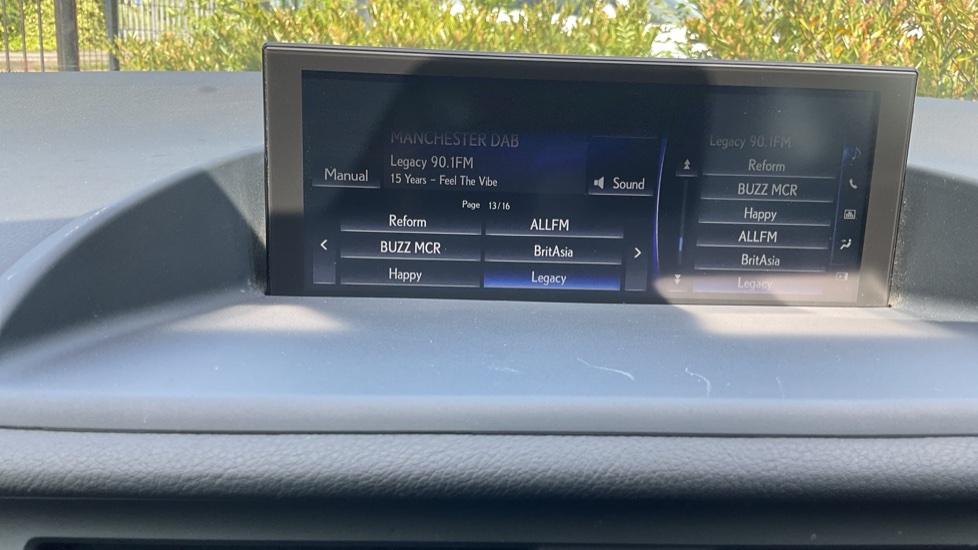 MANCHESTER DAB
Legacy 90.1FM
15 Years – Feel The Vibe
Manual
Sound
Page 13/16
Reform ALLFM
BUZZ MCR BritAsia
Happy Legacy
Legacy 90.1FM
Reform
BUZZ MCR
Happy
ALLFM
BritAsia
Legacy